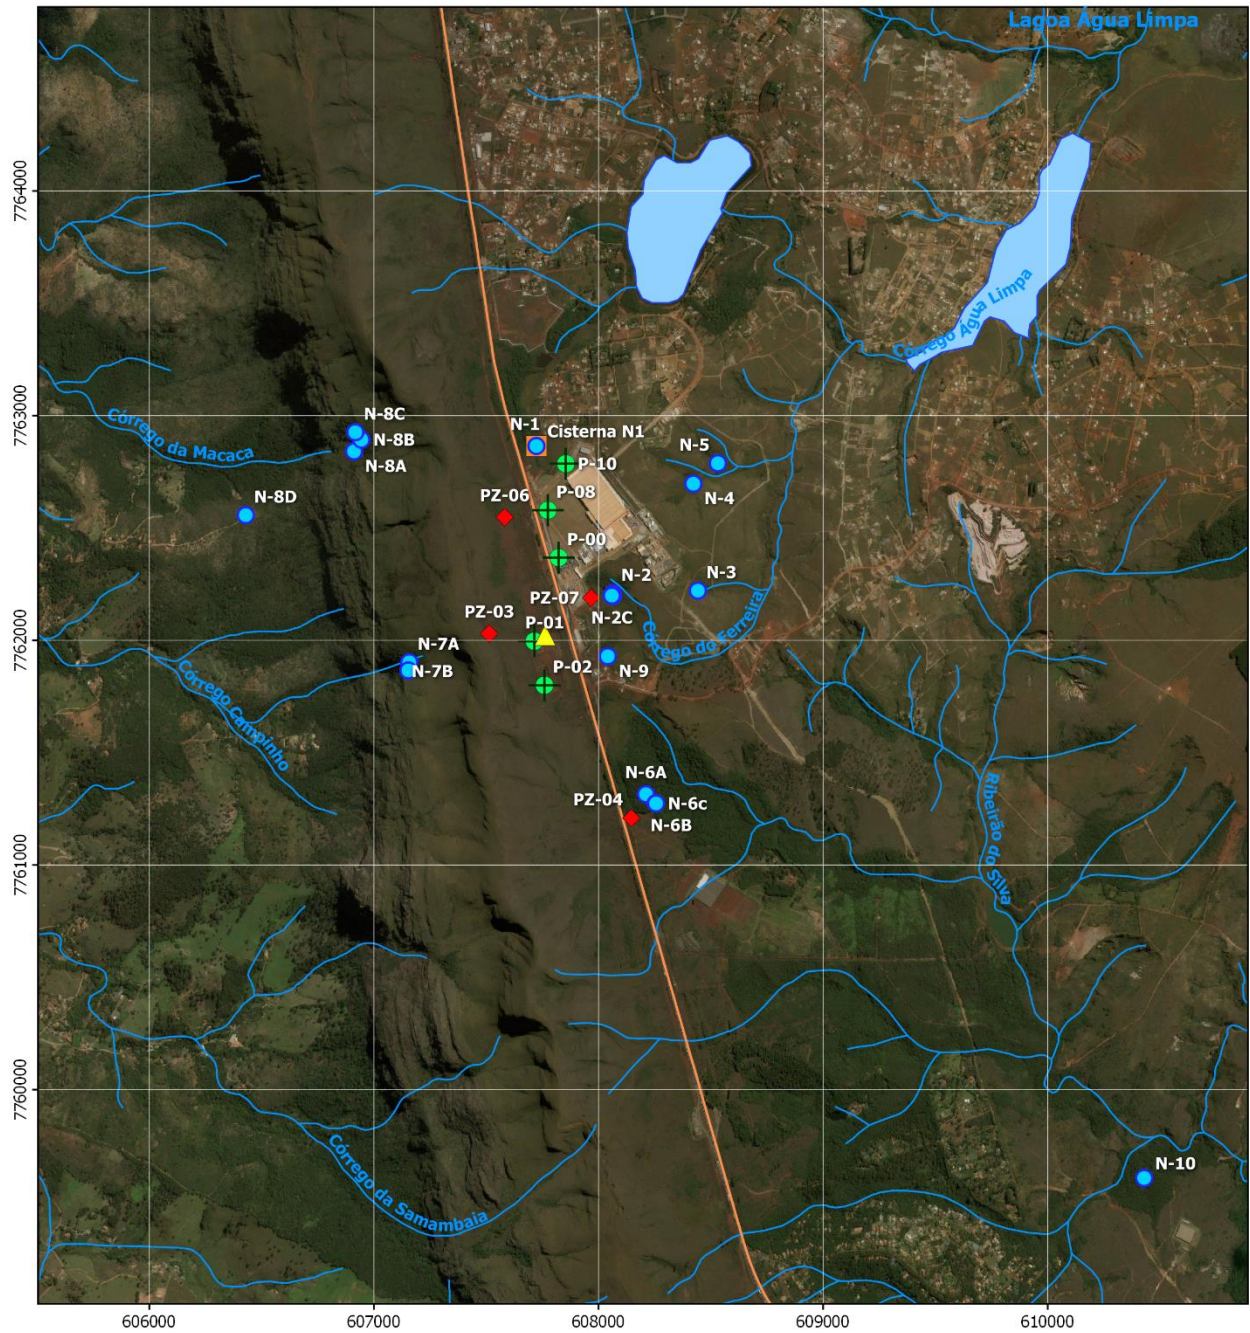 Lagoa Água Limpa
7764000
Córrego Água Limpa
7763000
N-8C
N-8B
N-8A
Córrego da Macaca
N-8D
N-1
Cisterna N1
P-10
N-5
N-4
PZ-06
P-08
P-00
N-2
N-3
PZ-07
N-2C
PZ-03
P-01
Córrego do Ferreira
7762000
N-7A
N-7B
P-02
N-9
Córrego Campinho
N-6A
PZ-04
N-6c
N-6B
Ribeirão do Silva
7761000
7760000
Córrego da Samambaia
N-10
606000
607000
608000
609000
610000